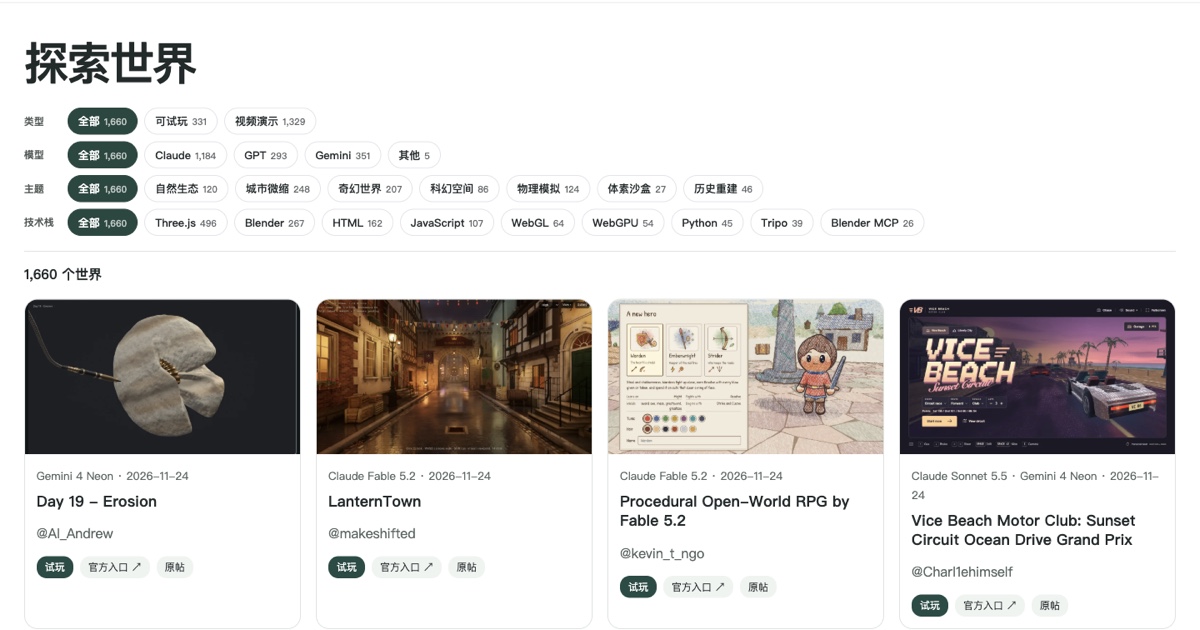 探索世界
类型 全部 1,660 可试玩 331 视频演示 1,329
模型 全部 1,660 Claude 1,184 GPT 293 Gemini 351 其他 5
主题 全部 1,660 自然生态 120 城市微缩 248 奇幻世界 207 科幻空间 86 物理模拟 124 体素沙盒 27 历史重建 46
技术栈 全部 1,660 Three.js 496 Blender 267 HTML 162 JavaScript 107 WebGL 64 WebGPU 54 Python 45 Tripo 39 Blender MCP 26
1,660 个世界
Gemini 4 Neon · 2026-11-24
Day 19 – Erosion
@AI_Andrew
试玩 官方入口 ↗ 原帖
Claude Fable 5.2 · 2026-11-24
LanternTown
@makeshifted
试玩 官方入口 ↗ 原帖
A new hero
Warden Emberwright Strider
Claude Fable 5.2 · 2026-11-24
Procedural Open-World RPG by
Fable 5.2
@kevin_t_ngo
试玩 官方入口 ↗ 原帖
VB VICE BEACH
VICE
BEACH
Sunset Circuit
Claude Sonnet 5.5 · Gemini 4 Neon · 2026-11-
24
Vice Beach Motor Club: Sunset
Circuit Ocean Drive Grand Prix
@Charl1ehimself
试玩 官方入口 ↗ 原帖